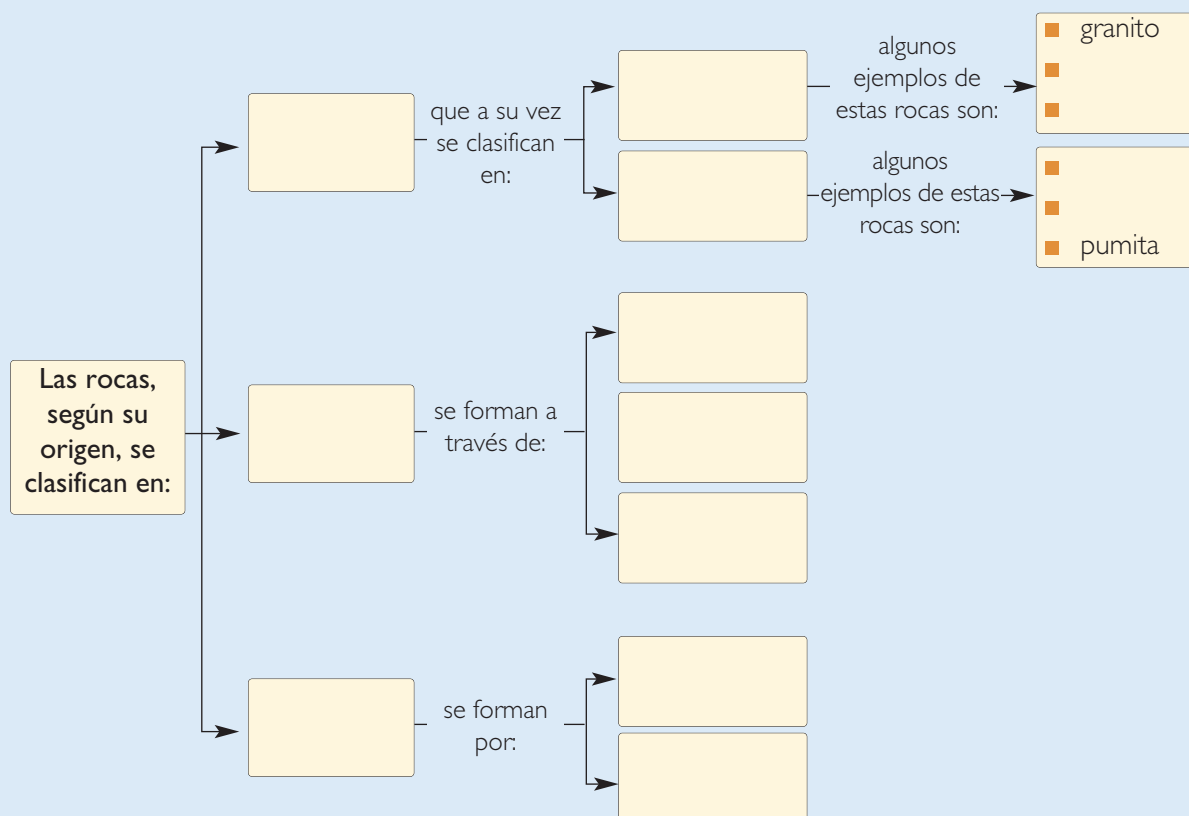 Las rocas,
según su
origen, se
clasifican en:
que a su vez
se clasifican
en:
algunos
ejemplos de
estas rocas son:
granito
algunos
ejemplos de estas
rocas son:
pumita
se forman a
través de:
se forman
por: